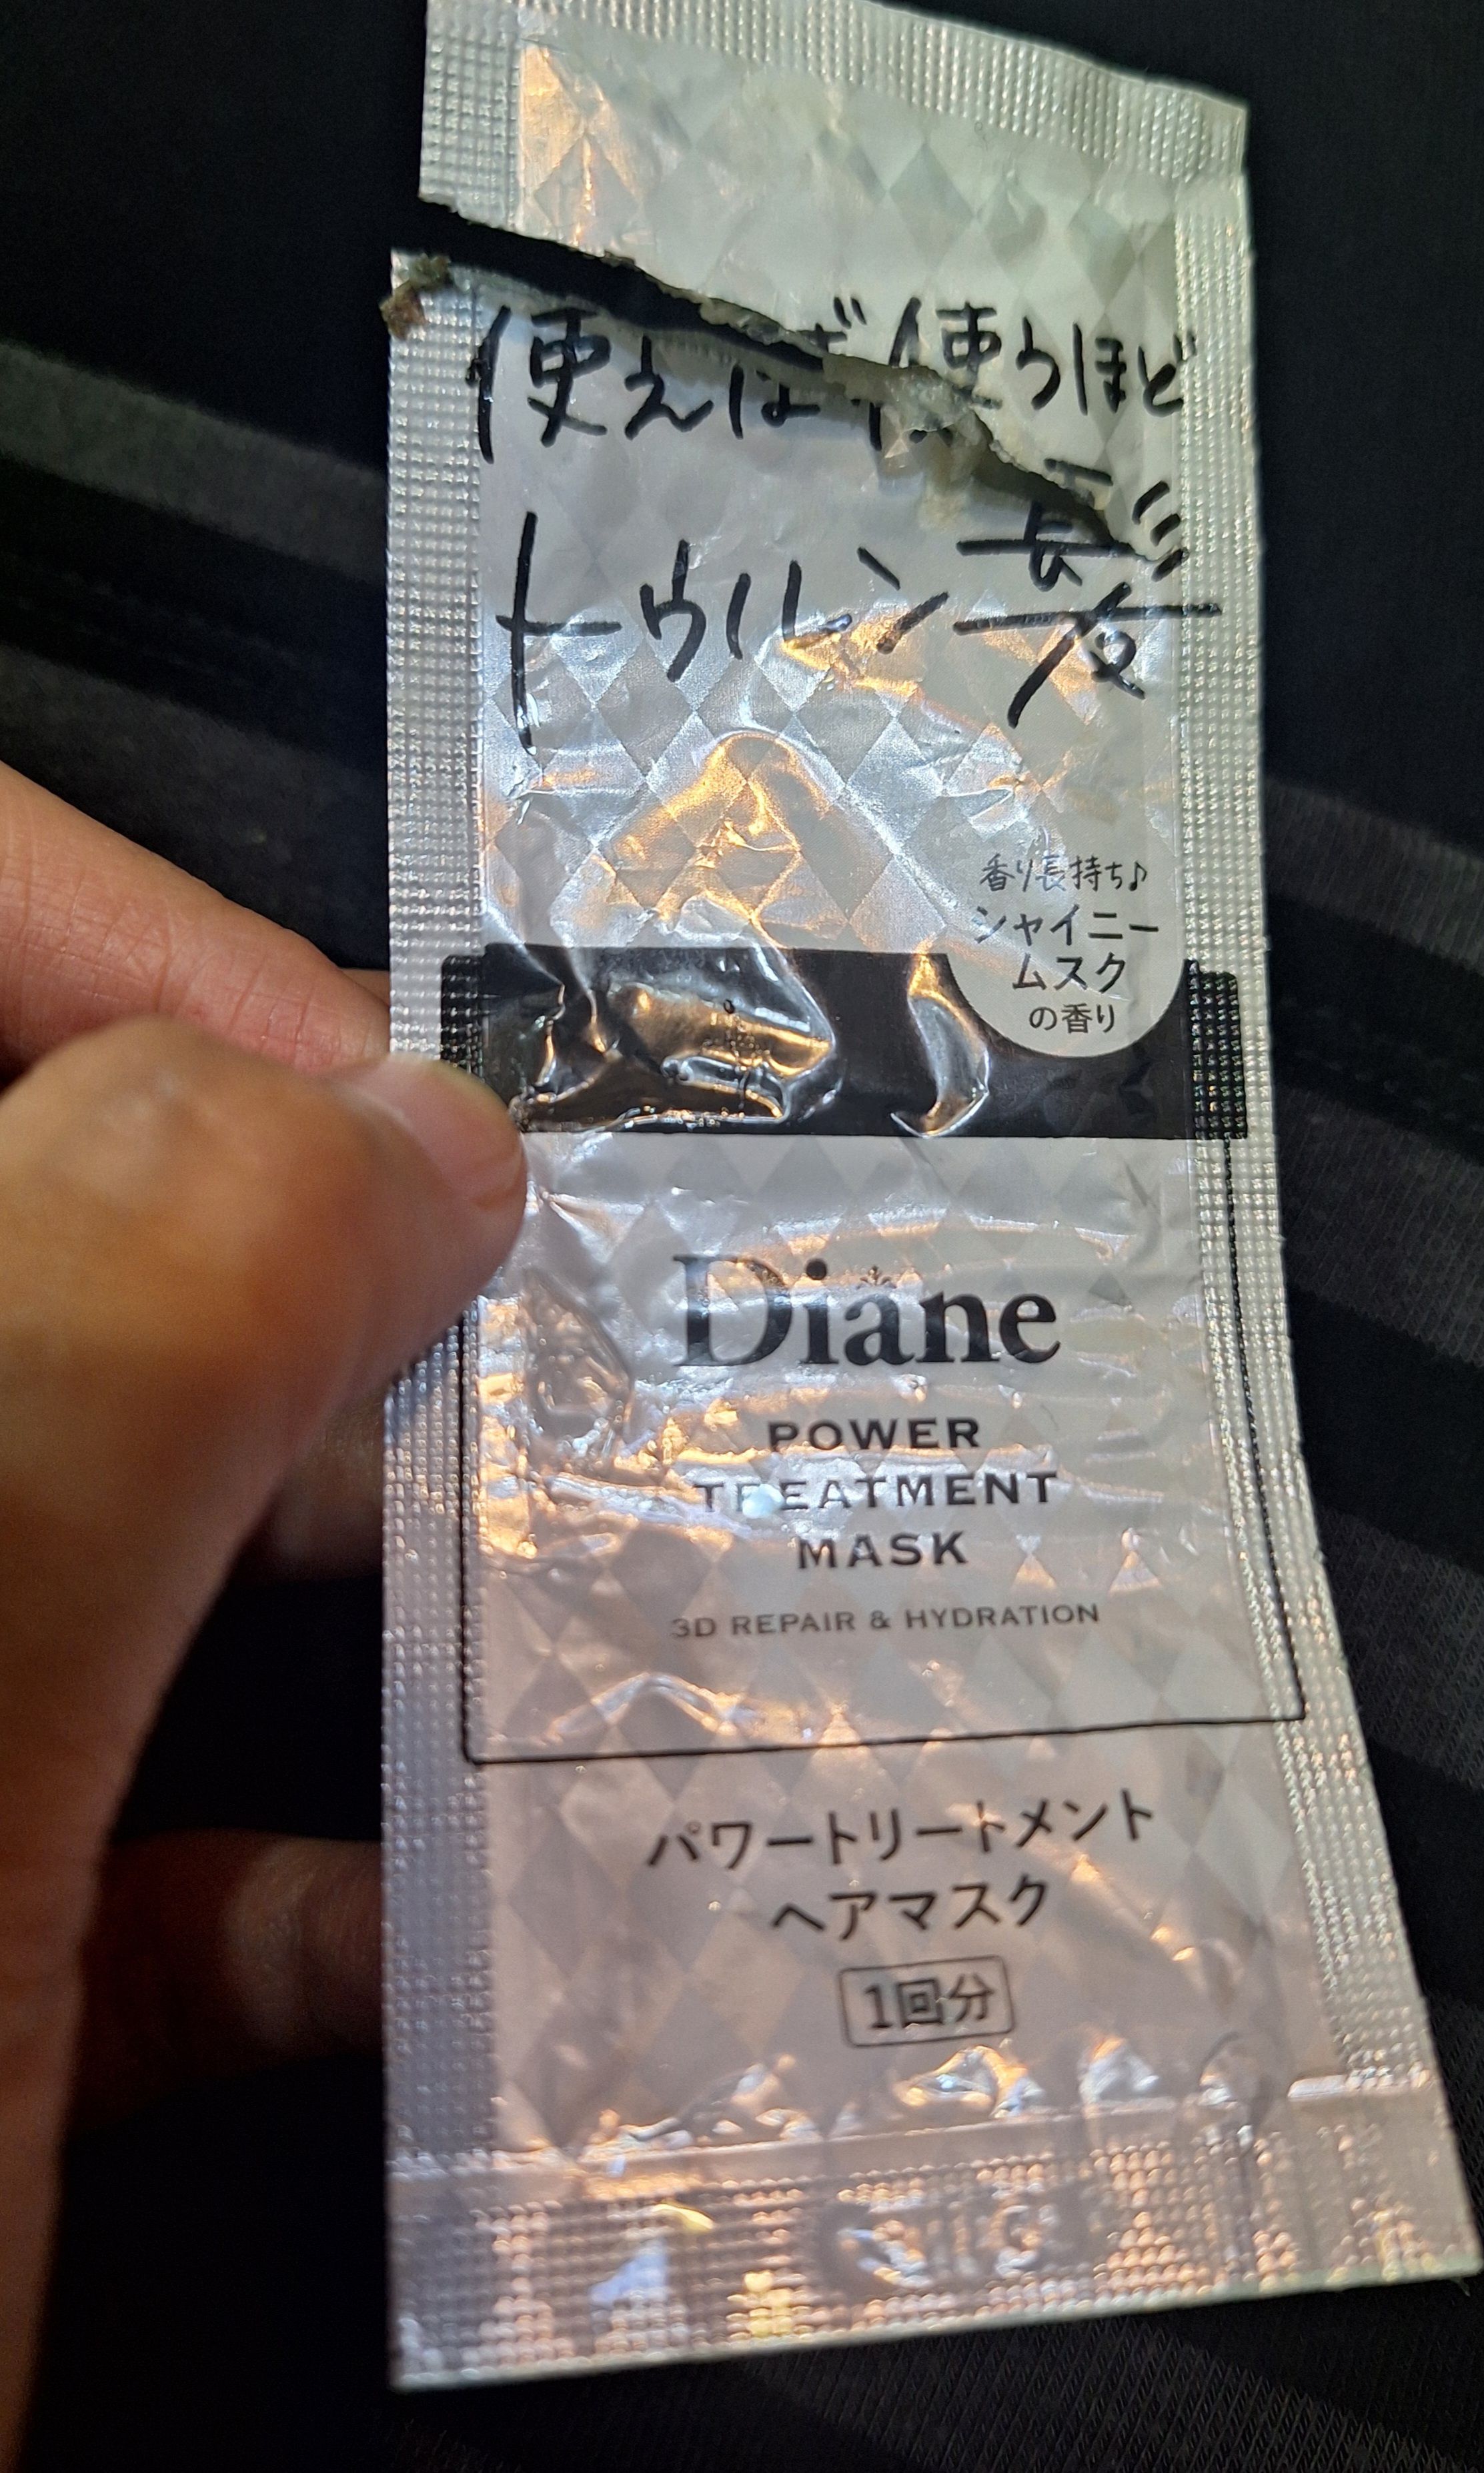 使えば使うほど
トゥルン髪
香り長持ち♪
シャイニー
ムスク
の香り
Diane
POWER
TREATMENT
MASK
3D REPAIR & HYDRATION
パワートリートメント
ヘアマスク
1回分